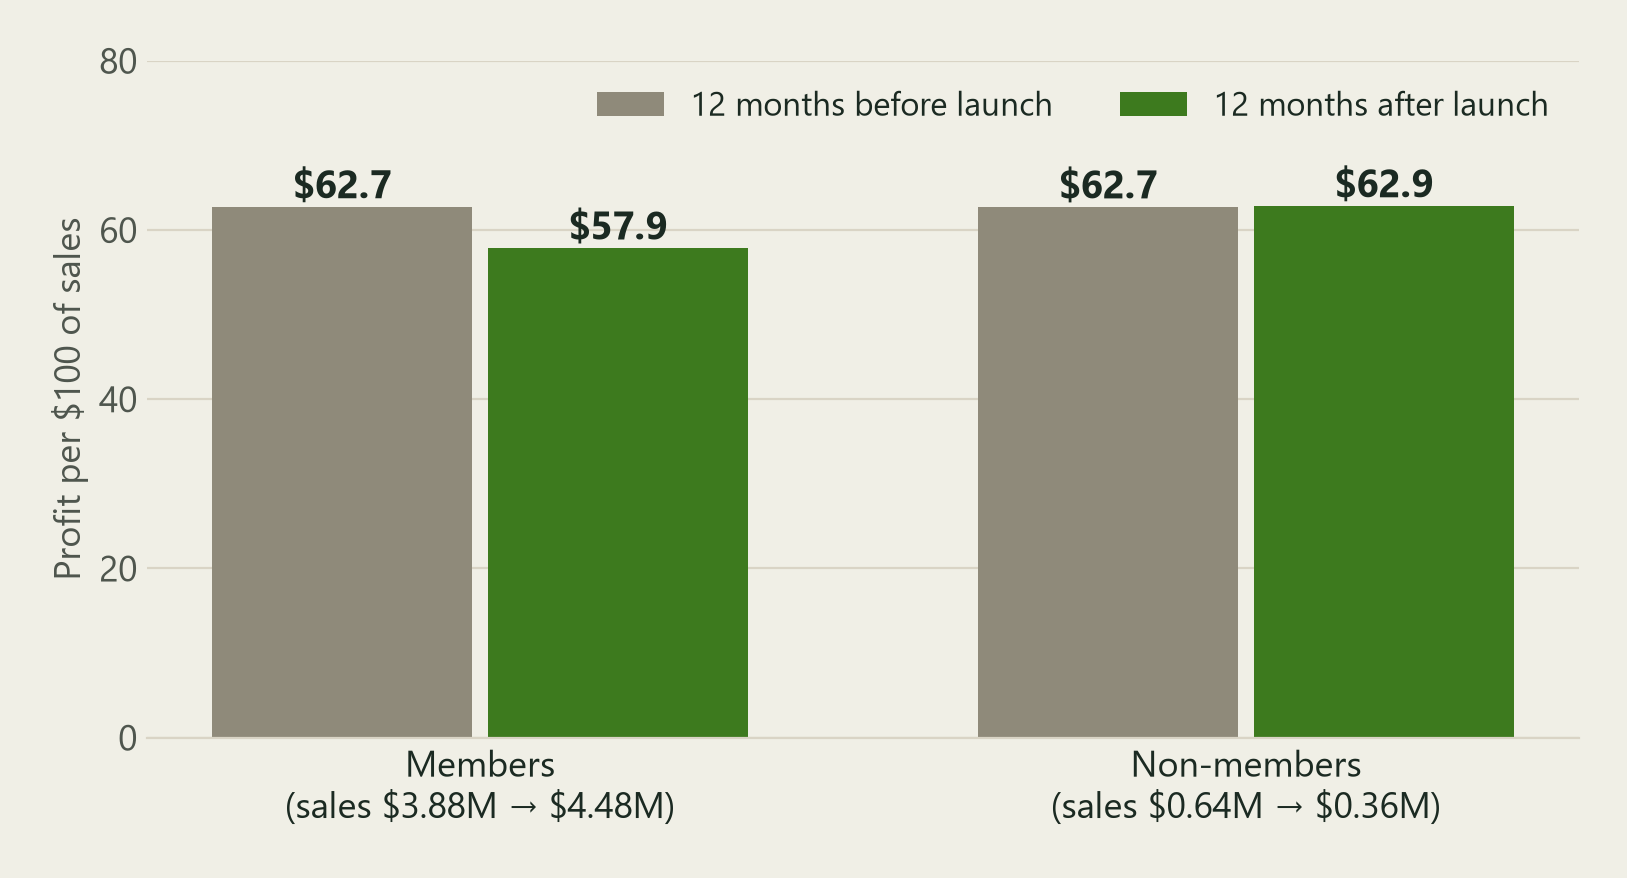 80
12 months before launch
12 months after launch
$62.7
$57.9
$62.7
$62.9
Profit per $100 of sales
60
40
20
0
Members
(sales $3.88M → $4.48M)
Non-members
(sales $0.64M → $0.36M)